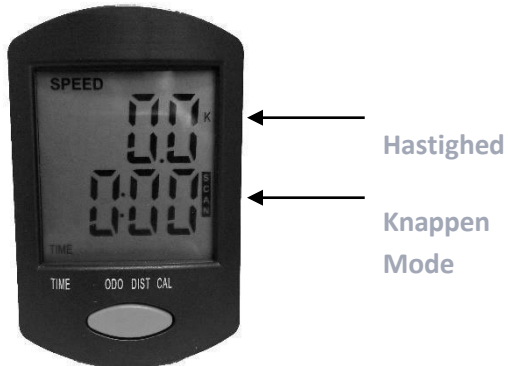 SPEED
0.0 K
0:00 SCAN
TIME
TIME ODO DIST CAL
Hastighed
Knappen
Mode